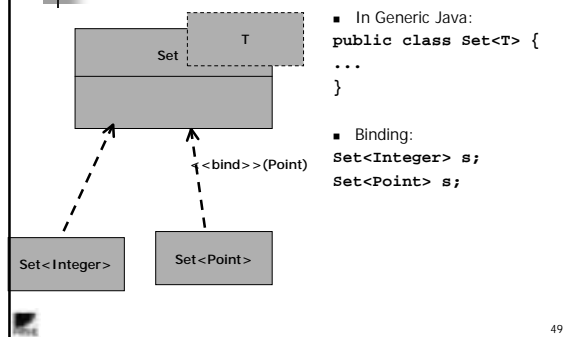 T
Set
<<bind>>(Point)
Set<Integer>
Set<Point>
▪ In Generic Java:
public class Set<T> {
...
}
▪ Binding:
Set<Integer> s;
Set<Point> s;
49